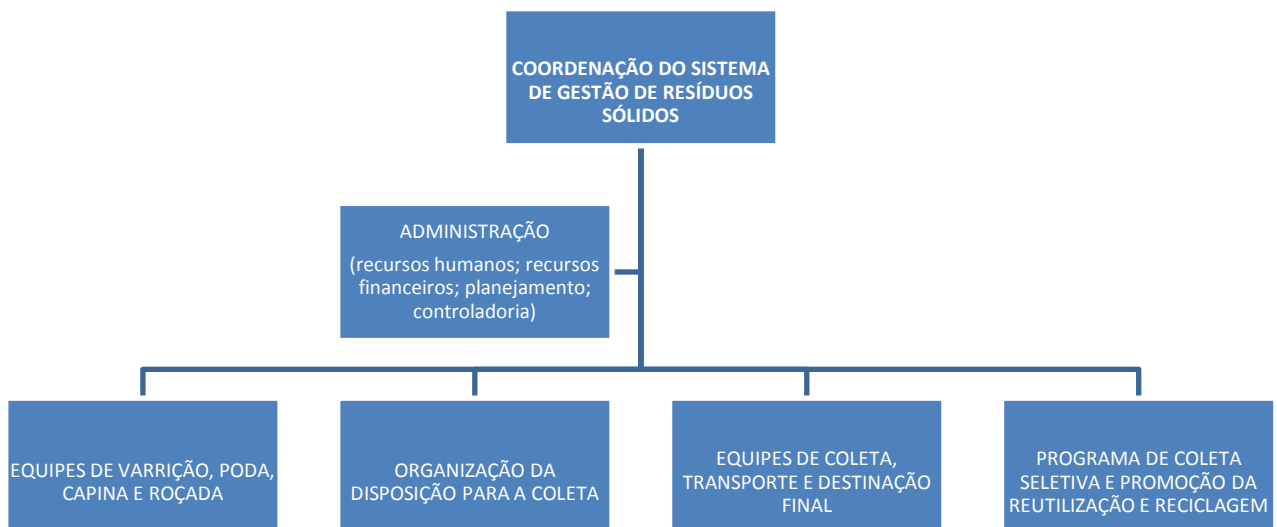 COORDENAÇÃO DO SISTEMA
DE GESTÃO DE RESÍDUOS
SÓLIDOS
ADMINISTRAÇÃO
(recursos humanos; recursos
financeiros; planejamento;
controladoria)
EQUIPES DE VARRIÇÃO, PODA,
CAPINA E ROÇADA
ORGANIZAÇÃO DA
DISPOSIÇÃO PARA A COLETA
EQUIPES DE COLETA,
TRANSPORTE E DESTINAÇÃO
FINAL
PROGRAMA DE COLETA
SELETIVA E PROMOÇÃO DA
REUTILIZAÇÃO E RECICLAGEM